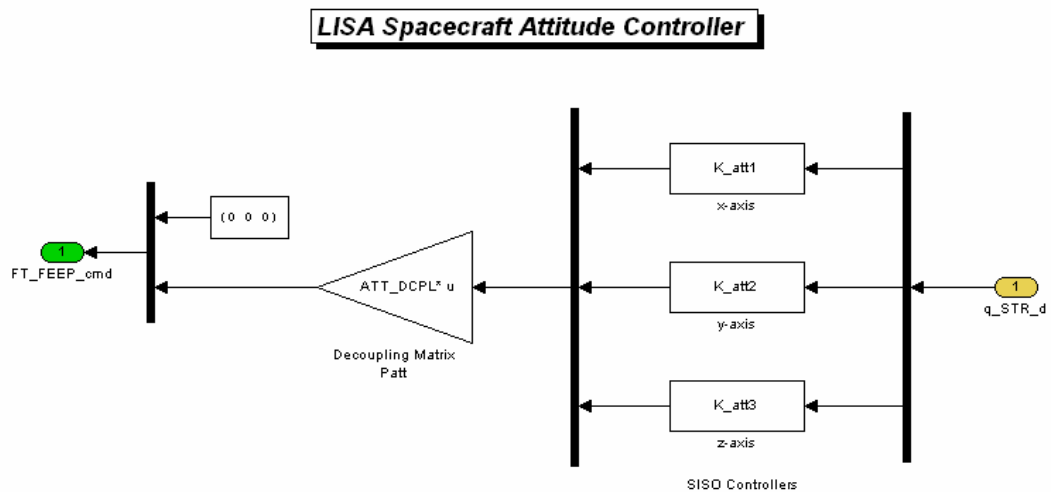 LISA Spacecraft Attitude Controller
K_att1
x-axis
(0 0 0)
1
FT_FEEP_cmd
ATT_DCPL* u
Decoupling Matrix
Patt
K_att2
y-axis
1
q_STR_d
K_att3
z-axis
SISO Controllers